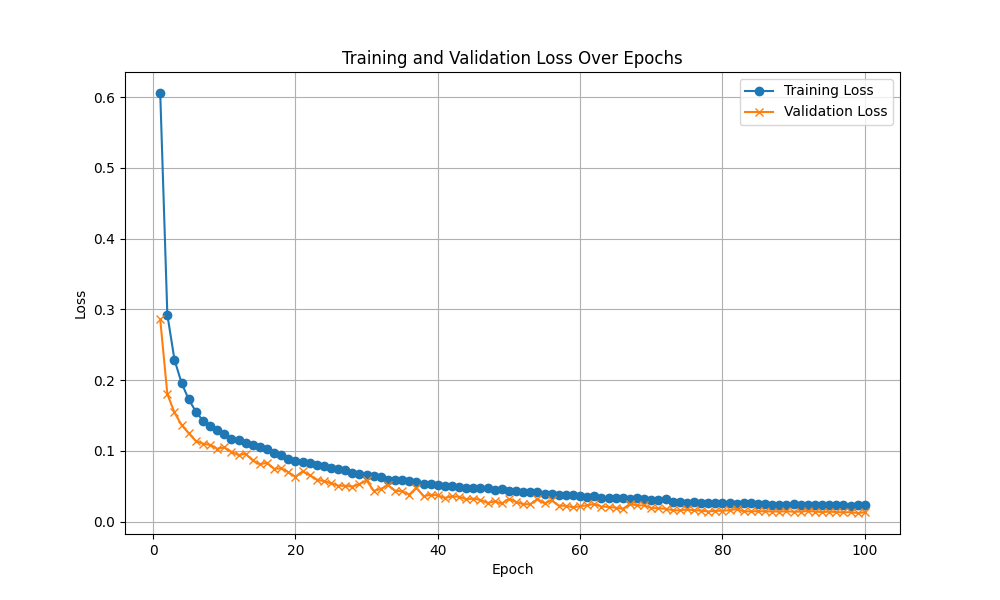 Training and Validation Loss Over Epochs
Training Loss
Validation Loss
0.6
0.5
0.4
0.3
0.2
0.1
0.0
Loss
0 20 40 60 80 100
Epoch